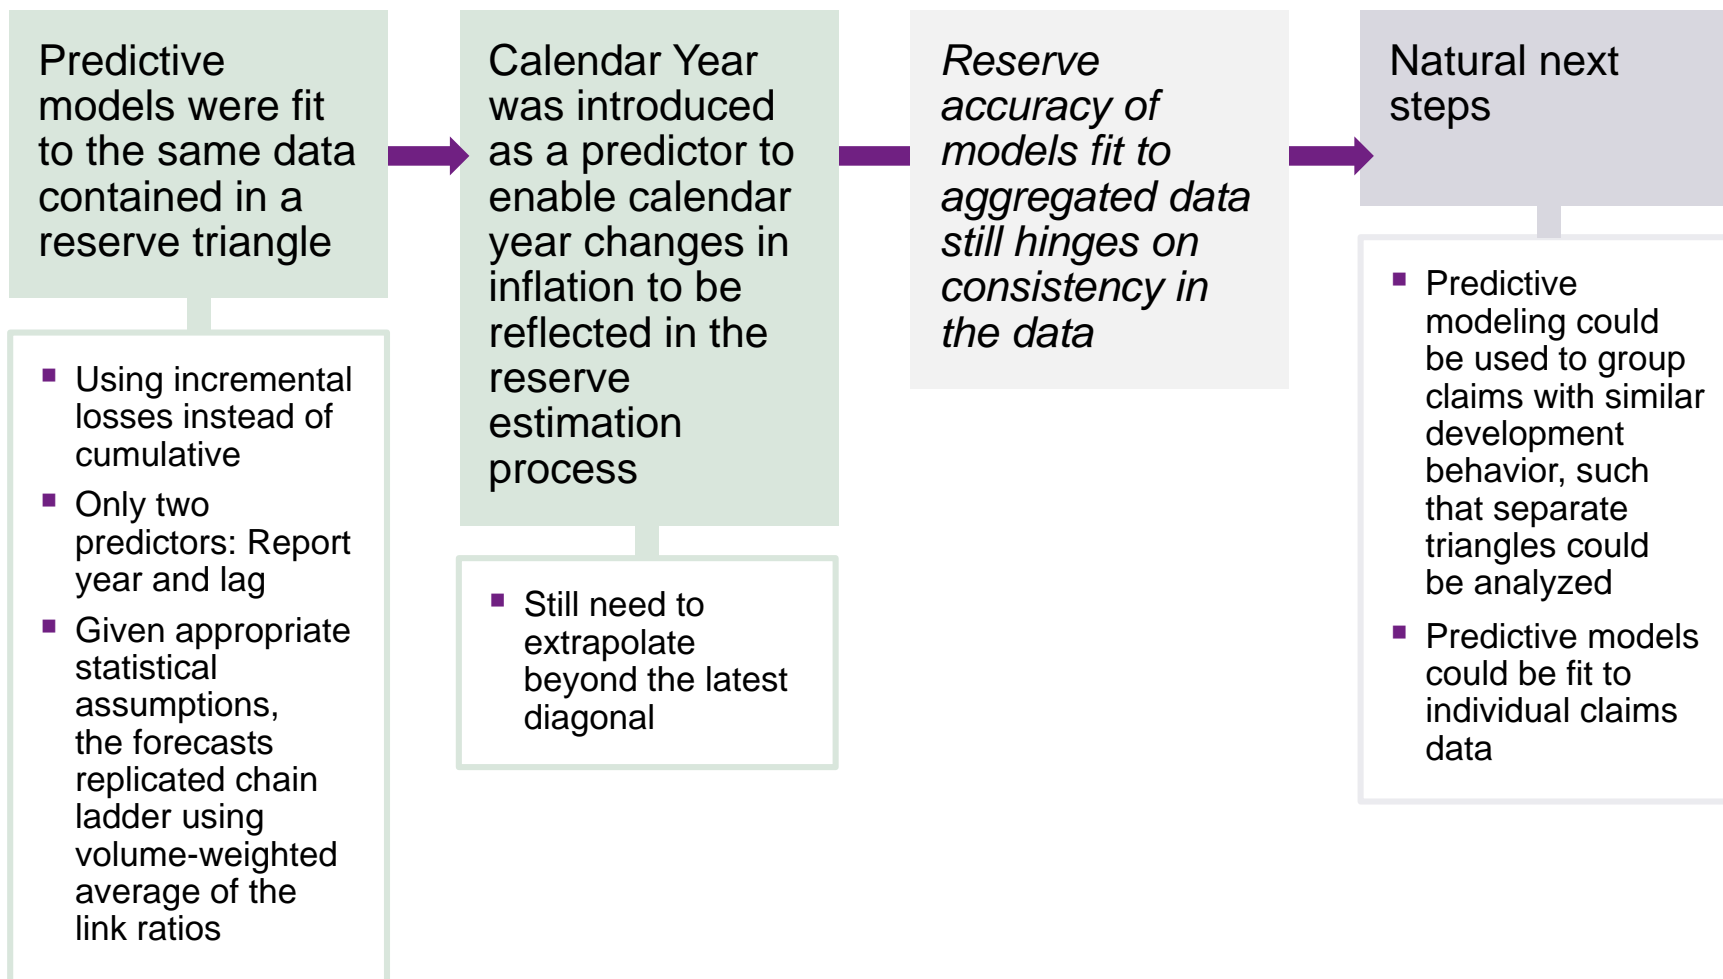 Predictive
models were fit
to the same data
contained in a
reserve triangle
▪ Using incremental
losses instead of
cumulative
▪ Only two
predictors: Report
year and lag
▪ Given appropriate
statistical
assumptions,
the forecasts
replicated chain
ladder using
volume-weighted
average of the
link ratios
Calendar Year
was introduced
as a predictor to
enable calendar
year changes in
inflation to be
reflected in the
reserve
estimation
process
▪ Still need to
extrapolate
beyond the latest
diagonal
Reserve
accuracy of
models fit to
aggregated data
still hinges on
consistency in
the data
Natural next
steps
▪ Predictive
modeling could
be used to group
claims with similar
development
behavior, such
that separate
triangles could
be analyzed
▪ Predictive models
could be fit to
individual claims
data